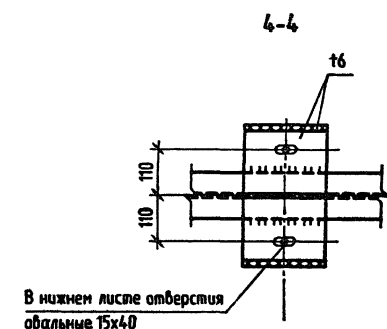 4-4
t6
110
110
В нижнем листе отверстия
овальные 15x40